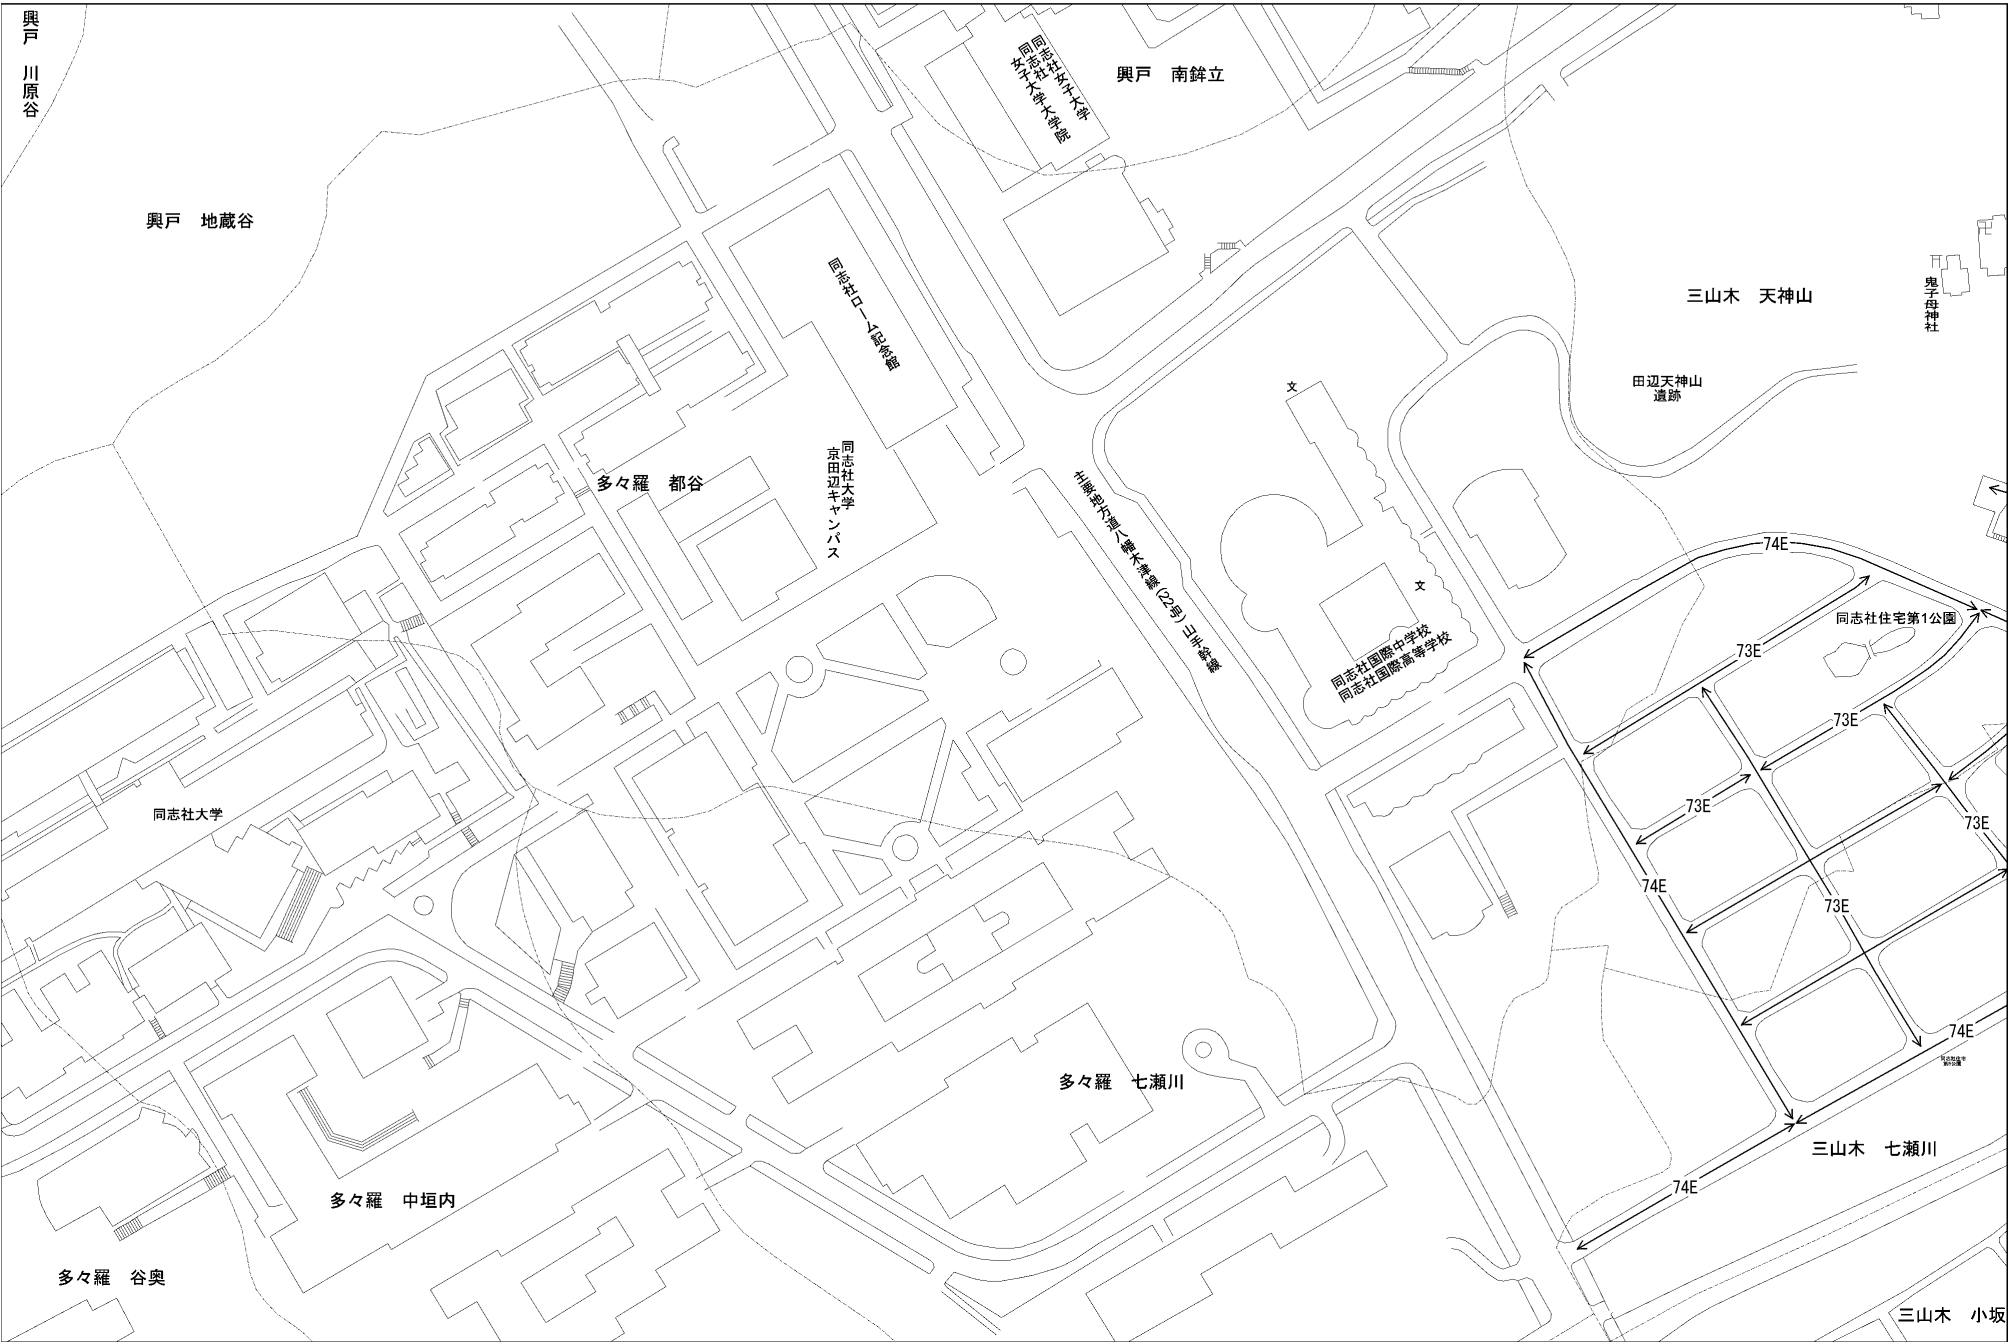 興戸　川原谷
興戸　地蔵谷
同志社女子大学
同志社
女子大学大学院
興戸　南鉾立
三山木　天神山
鬼子母神社
田辺天神山
遺跡
同志社ローム記念館
文
多々羅　都谷
同志社大学
京田辺キャンパス
主要地方道八幡木津線(22号)山手幹線
文
同志社国際中学校
同志社国際高等学校
74E
同志社住宅第1公園
73E
73E
73E
73E
74E
73E
同志社大学
74E
多々羅　七瀬川
三山木　七瀬川
74E
多々羅　中垣内
多々羅　谷奥
三山木　小坂